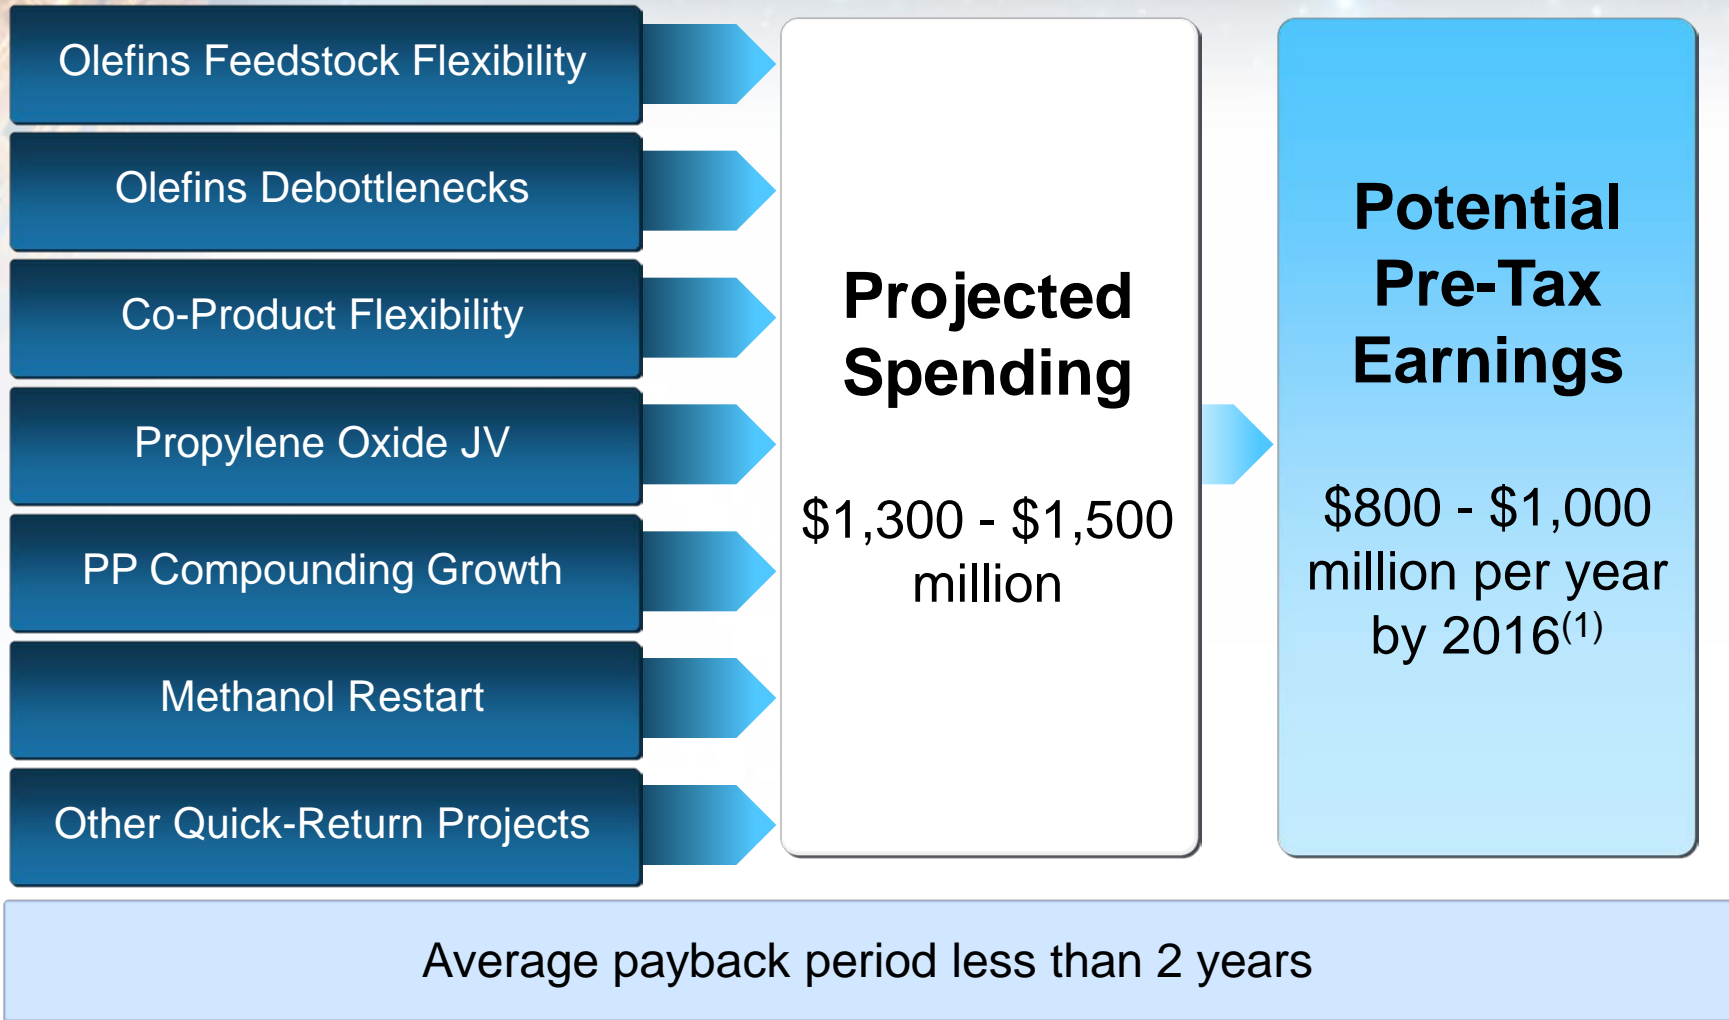 Olefins Feedstock Flexibility
Olefins Debottlenecks
Co-Product Flexibility
Propylene Oxide JV
PP Compounding Growth
Methanol Restart
Other Quick-Return Projects
Projected
Spending
$1,300 - $1,500
million
Potential
Pre-Tax
Earnings
$800 - $1,000
million per year
by 2016(1)
Average payback period less than 2 years